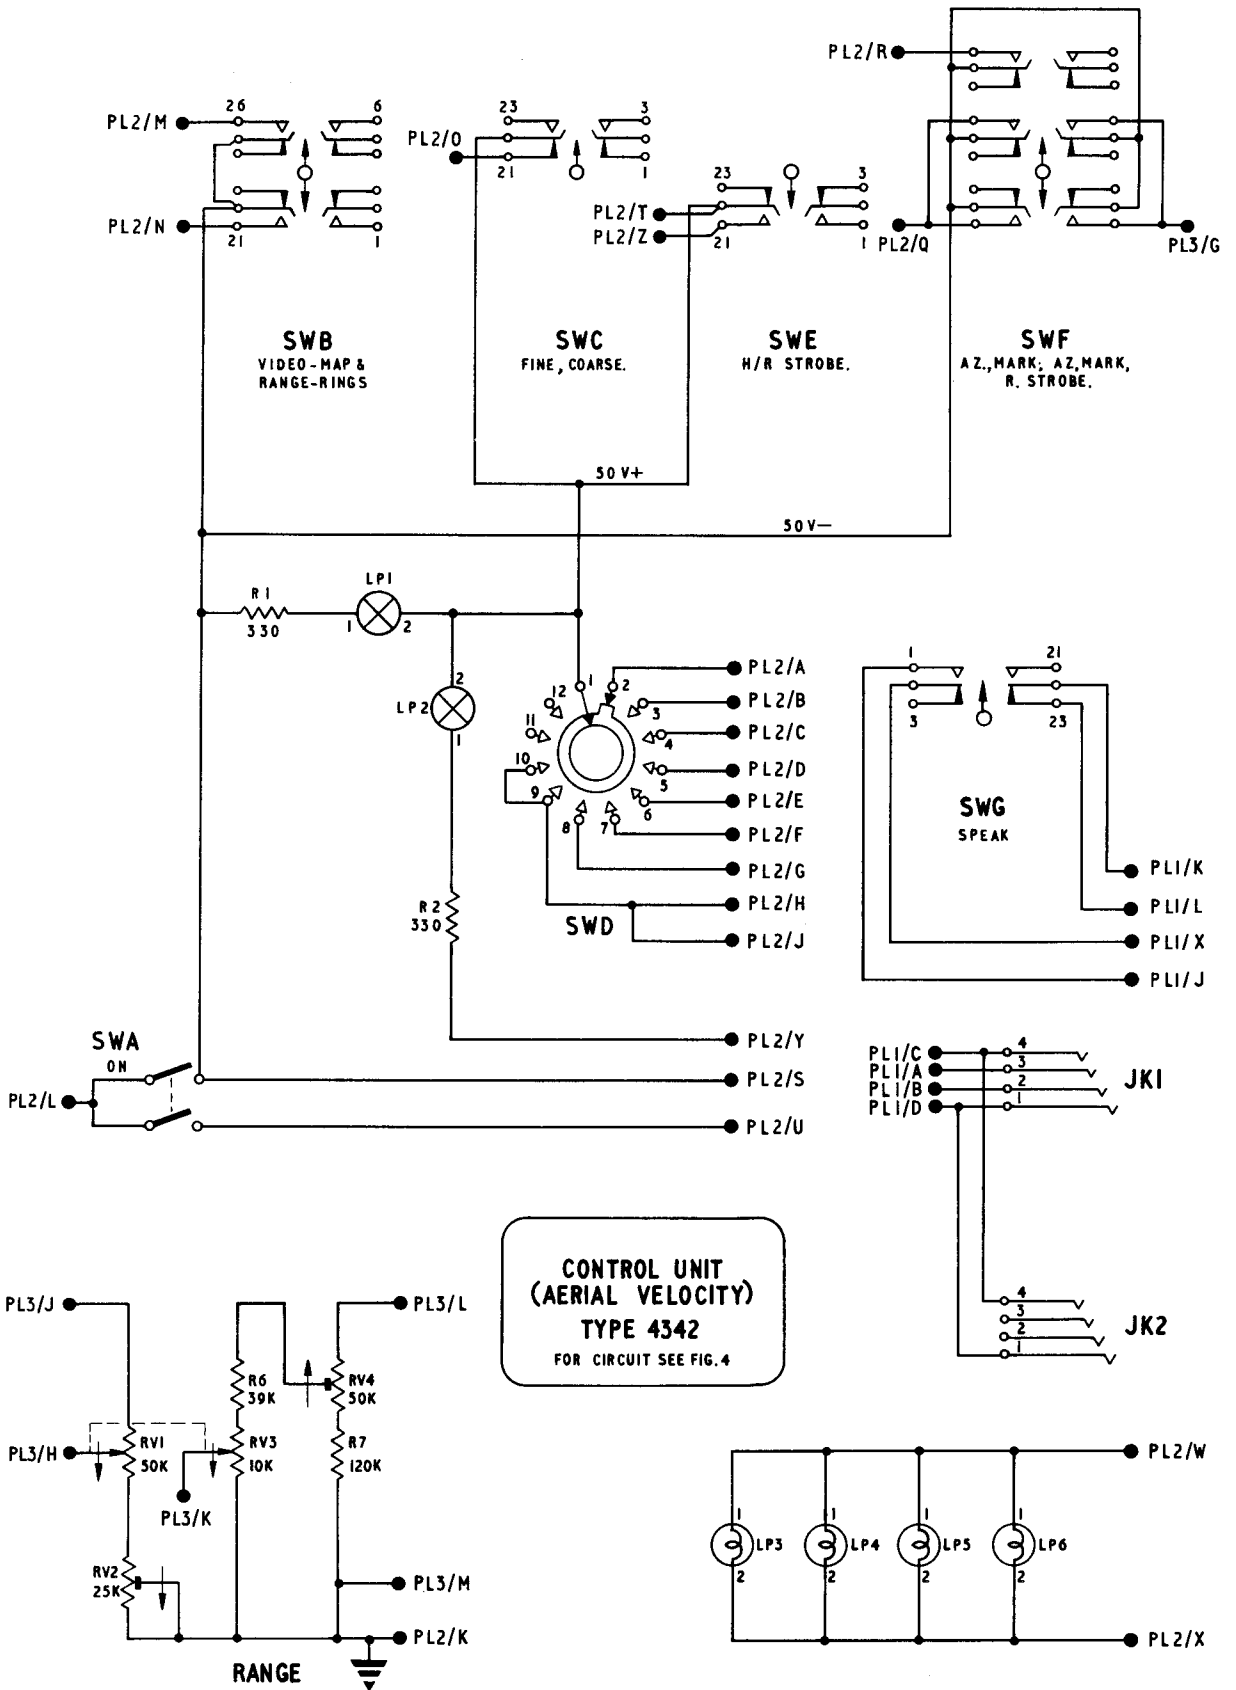 PL2/R
26
6
23
3
PL2/M
PL2/O
21
1
23
3
PL2/T
PL2/N
21
1
PL2/Z
21
1
PL2/Q
PL3/G
SWB
VIDEO-MAP &
RANGE-RINGS
SWC
FINE, COARSE.
SWE
H/R STROBE.
SWF
AZ.,MARK; AZ,MARK,
R. STROBE.
50V+
50V—
LP1
R1
330
1
2
2
LP2
1
1
2
3
4
5
6
7
8
9
10
11
12
PL2/A
PL2/B
PL2/C
PL2/D
PL2/E
PL2/F
PL2/G
PL2/H
PL2/J
SWD
R2
330
1
21
3
23
SWG
SPEAK
PL1/K
PL1/L
PL1/X
PL1/J
SWA
ON
PL2/L
PL2/Y
PL2/S
PL2/U
PL1/C
PL1/A
PL1/B
PL1/D
4
3
2
1
JK1
4
3
2
1
JK2
CONTROL UNIT
(AERIAL VELOCITY)
TYPE 4342
FOR CIRCUIT SEE FIG.4
PL3/J
PL3/L
R6
39K
RV4
50K
PL3/H
RV1
50K
RV3
10K
R7
120K
PL3/K
RV2
25K
PL3/M
PL2/K
RANGE
PL2/W
1
LP3
2
1
LP4
2
1
LP5
2
1
LP6
2
PL2/X